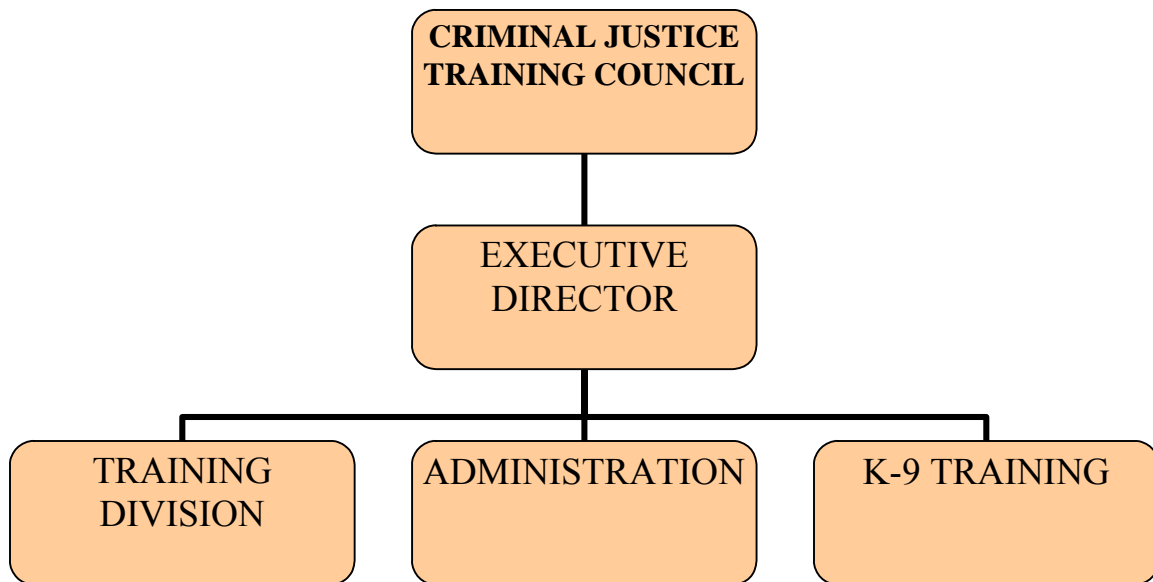 CRIMINAL JUSTICE
TRAINING COUNCIL
EXECUTIVE
DIRECTOR
TRAINING
DIVISION
ADMINISTRATION
K-9 TRAINING